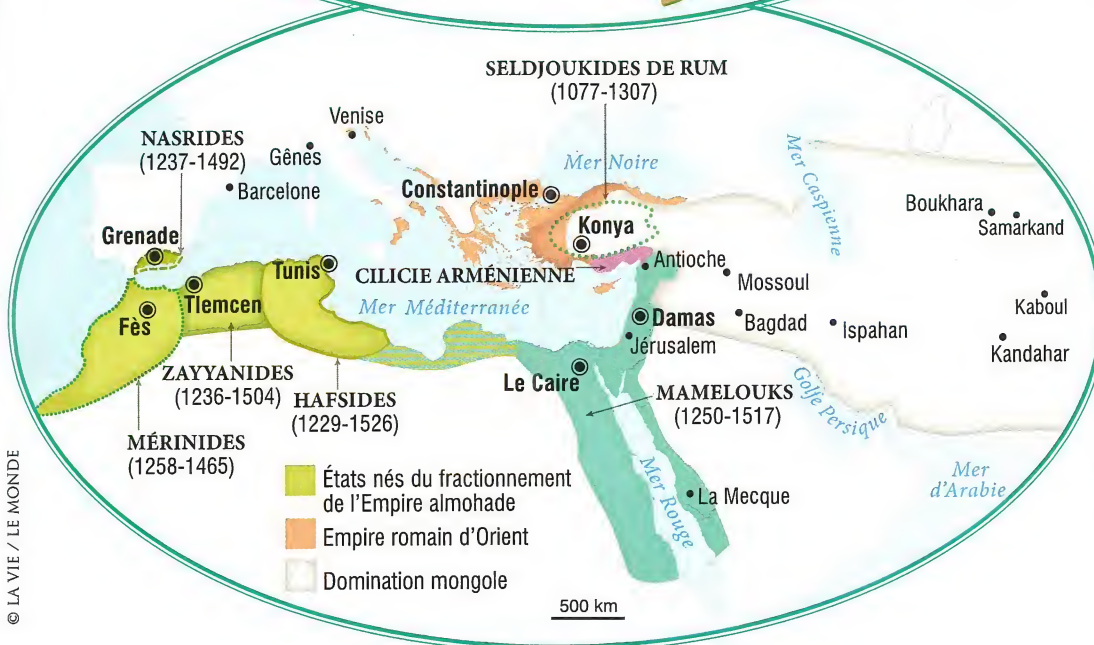 SELDJOUKIDES DE RUM
(1077-1307)
Venise
NASRIDES
(1237-1492)
Gênes
Mer Noire
Mer Caspienne
Barcelone
Constantinople
Boukhara
Samarkand
Grenade
Konya
Tunis
CILICIE ARMÉNIENNE
Antioche
Mossoul
Tlemcen
Mer Méditerranée
Kaboul
Fès
Damas
Bagdad
Ispahan
Jérusalem
Kandahar
ZAYYANIDES
(1236-1504)
HAFSIDES
(1229-1526)
Le Caire
MAMELOUKS
(1250-1517)
Golfe Persique
MÉRINIDES
(1258-1465)
Mer Rouge
La Mecque
Mer
d'Arabie
États nés du fractionnement
de l'Empire almohade
Empire romain d'Orient
Domination mongole
500 km
© LA VIE / LE MONDE